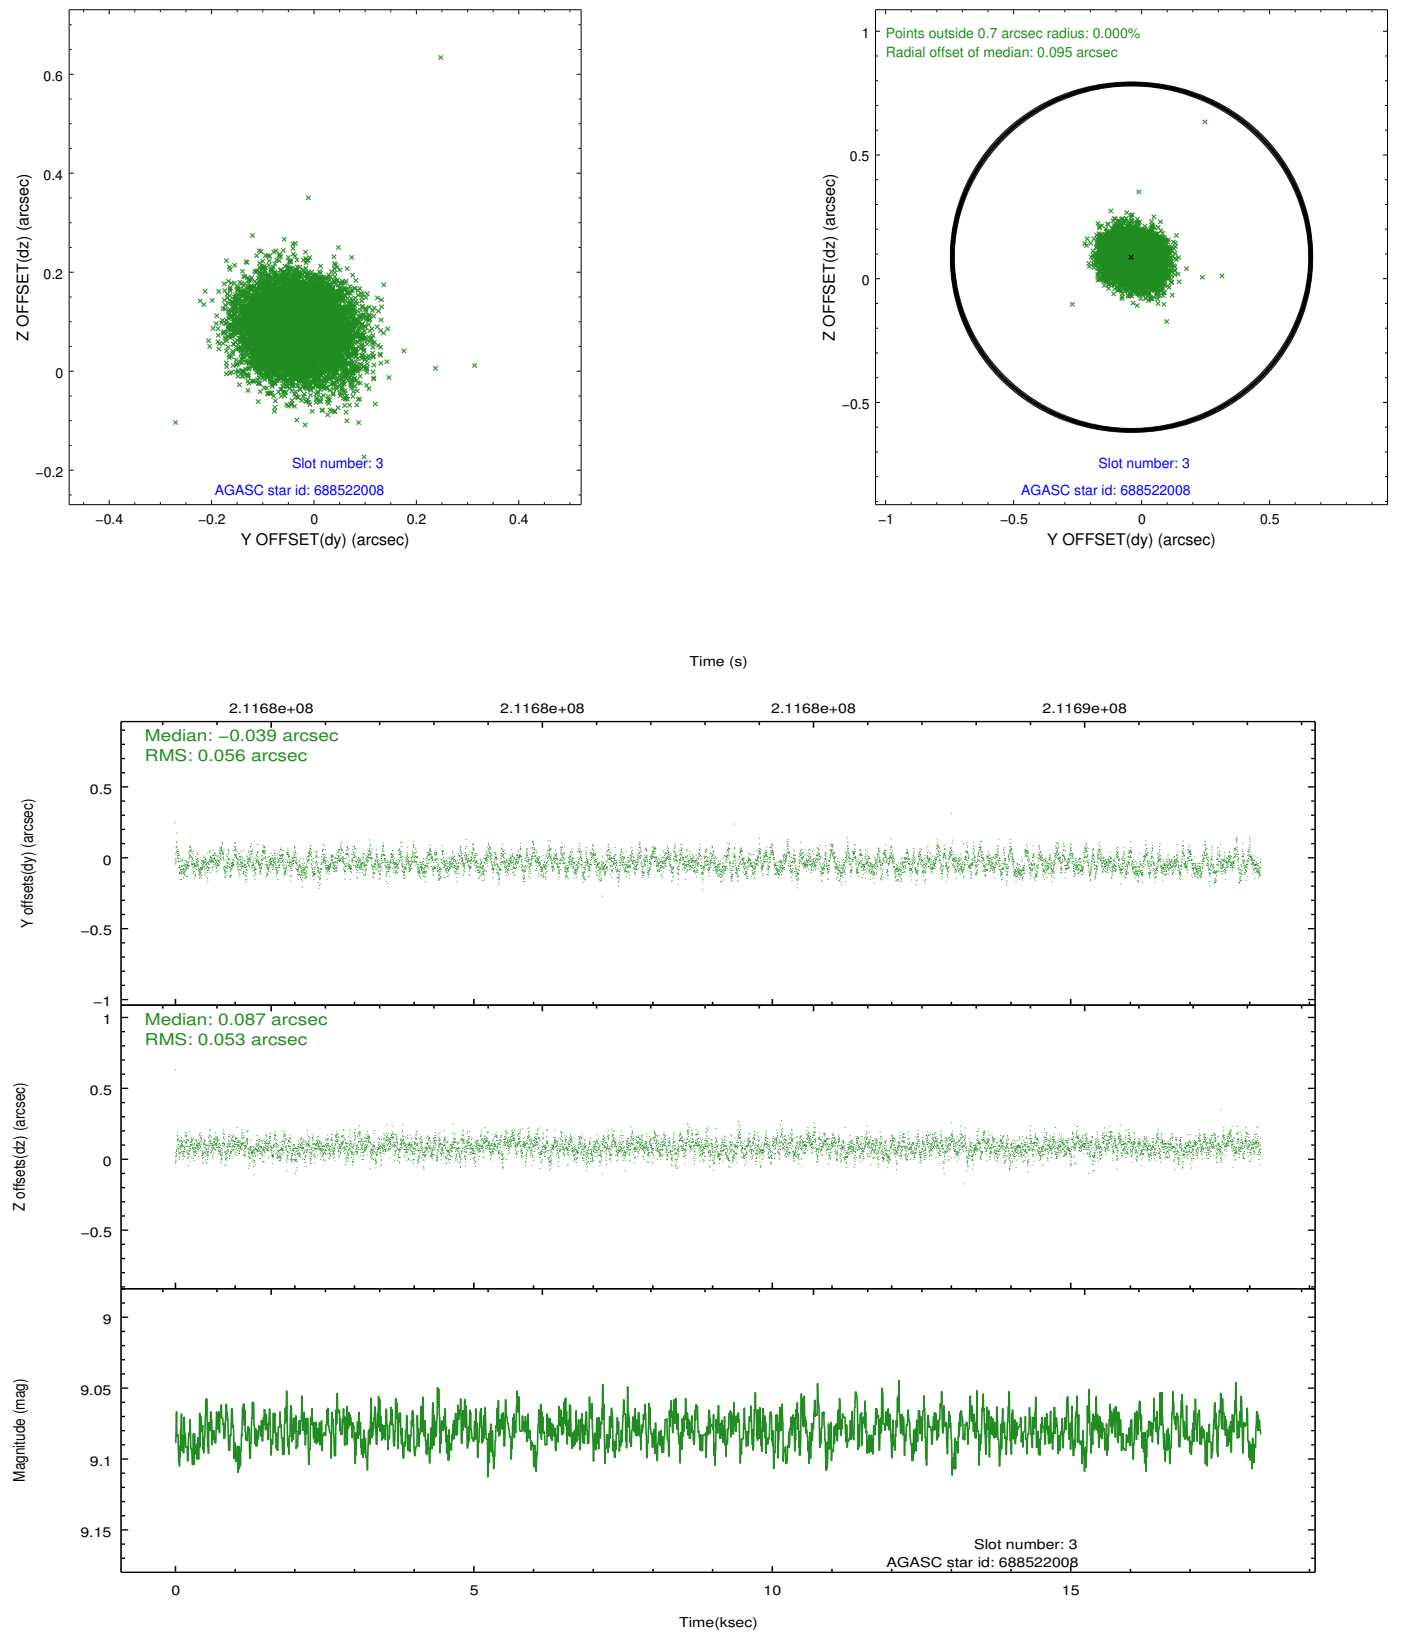 0.6
0.4
0.2
0
−0.2
Z OFFSET(dz) (arcsec)
Slot number: 3
AGASC star id: 688522008
−0.4 −0.2 0 0.2 0.4
Y OFFSET(dy) (arcsec)
Points outside 0.7 arcsec radius: 0.000%
Radial offset of median: 0.095 arcsec
1
0.5
0
−0.5
Z OFFSET(dz) (arcsec)
Slot number: 3
AGASC star id: 688522008
−1 −0.5 0 0.5
Y OFFSET(dy) (arcsec)
Time (s)
2.1168e+08 2.1168e+08 2.1168e+08 2.1169e+08
Median: −0.039 arcsec
RMS: 0.056 arcsec
0.5
0
−0.5
−1
Y offsets(dy) (arcsec)
Median: 0.087 arcsec
RMS: 0.053 arcsec
1
0.5
0
−0.5
Z offsets(dz) (arcsec)
9
9.05
9.1
9.15
Magnitude (mag)
Slot number: 3
AGASC star id: 688522008
0 5 10 15
Time(ksec)